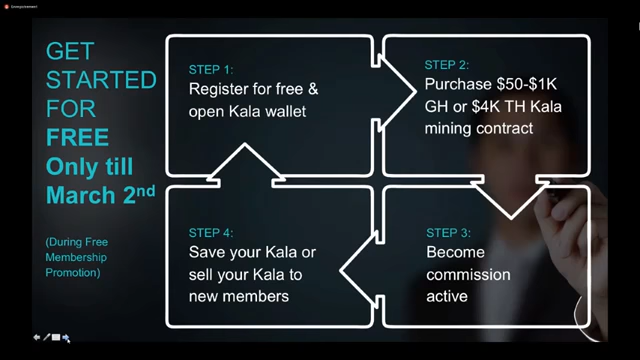 GET
STARTED
FOR
FREE
Only till
March 2nd
(During Free
Membership
Promotion)
STEP 1:
Register for free &
open Kala wallet
STEP 2:
Purchase $50-$1K
GH or $4K TH Kala
mining contract
STEP 3:
Become
commission
active
STEP 4:
Save your Kala or
sell your Kala to
new members